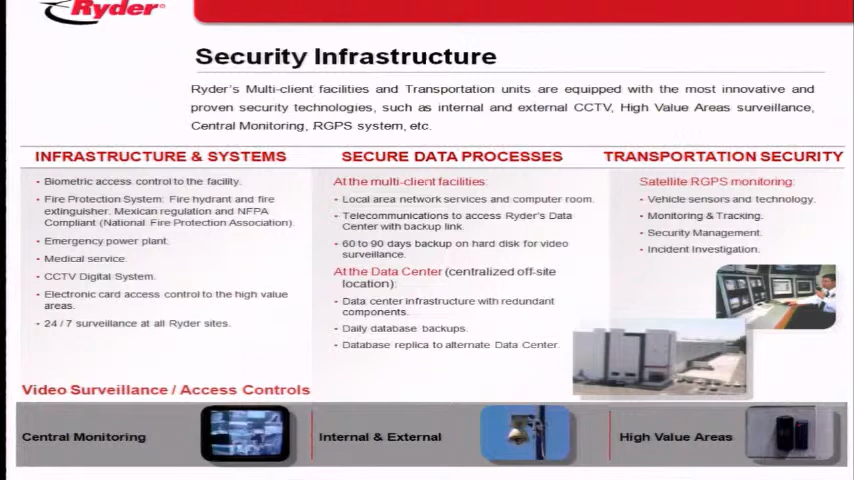 Ryder
Security Infrastructure
Ryder's Multi-client facilities and Transportation units are equipped with the most innovative and
proven security technologies, such as internal and external CCTV, High Value Areas surveillance,
Central Monitoring, RGPS system, etc.
INFRASTRUCTURE & SYSTEMS
• Biometric access control to the facility.
• Fire Protection System: Fire hydrant and fire
extinguisher. Mexican regulation and NFPA
Compliant (National Fire Protection Association).
• Emergency power plant.
• Medical service.
• CCTV Digital System.
• Electronic card access control to the high value
areas.
• 24 / 7 surveillance at all Ryder sites.
SECURE DATA PROCESSES
At the multi-client facilities:
• Local area network services and computer room.
• Telecommunications to access Ryder's Data
Center with backup link.
• 60 to 90 days backup on hard disk for video
surveillance.
At the Data Center (centralized off-site
location):
• Data center infrastructure with redundant
components.
• Daily database backups.
• Database replica to alternate Data Center.
TRANSPORTATION SECURITY
Satellite RGPS monitoring:
• Vehicle sensors and technology.
• Monitoring & Tracking.
• Security Management.
• Incident Investigation.
Video Surveillance / Access Controls
Central Monitoring
Internal & External
High Value Areas